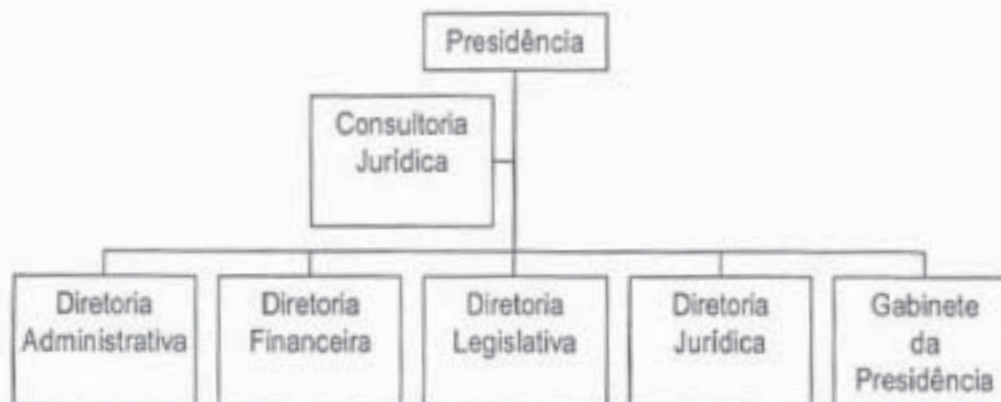 Presidência
Consultoria
Jurídica
Diretoria
Administrativa
Diretoria
Financeira
Diretoria
Legislativa
Diretoria
Jurídica
Gabinete
da
Presidência